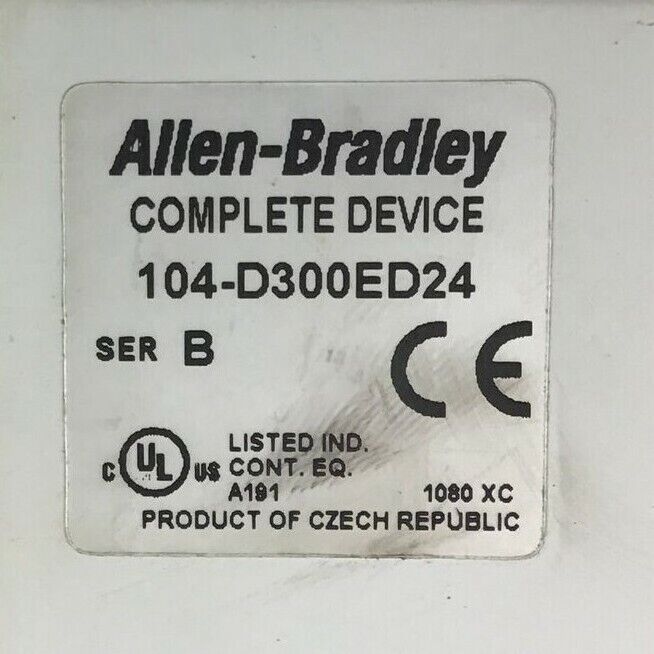 Allen-Bradley
COMPLETE DEVICE
104-D300ED24
SER B CE
C UL US LISTED IND.
CONT. EQ.
A191 1080 XC
PRODUCT OF CZECH REPUBLIC